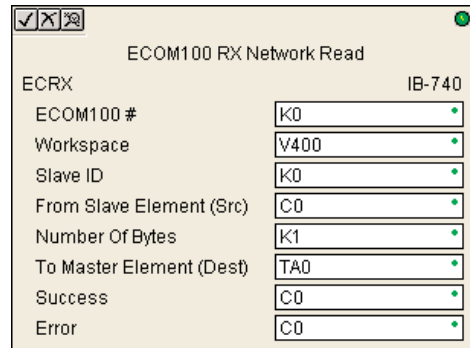 ECOM100 RX Network Read
ECRX IB-740
ECOM100 # K0
Workspace V400
Slave ID K0
From Slave Element (Src) C0
Number Of Bytes K1
To Master Element (Dest) TA0
Success C0
Error C0